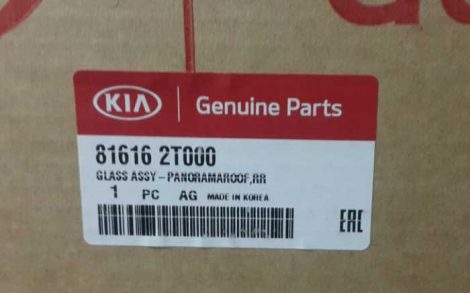 KIA
Genuine Parts
81616 2T000
GLASS ASSY-PANORAMAROOF,RR
1 PC AG MADE IN KOREA
EAC